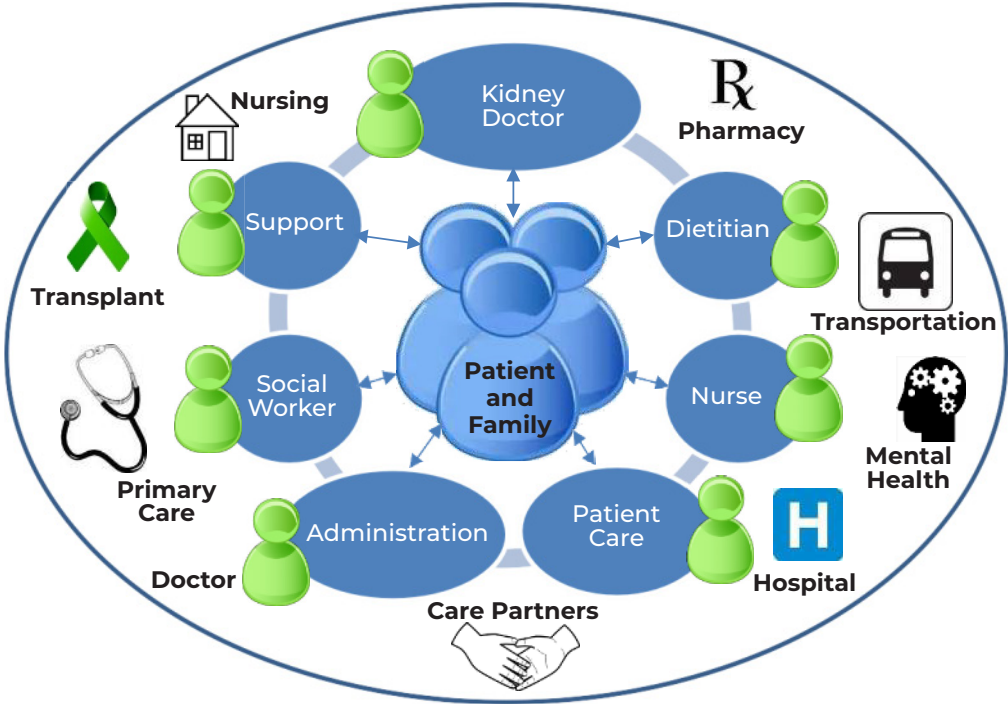 Nursing
Kidney
Doctor
Rx
Pharmacy
Support
Dietitian
Transplant
Transportation
Patient
and
Family
Social
Worker
Nurse
Mental
Health
Primary
Care
Administration
Patient
Care
H
Doctor
Hospital
Care Partners